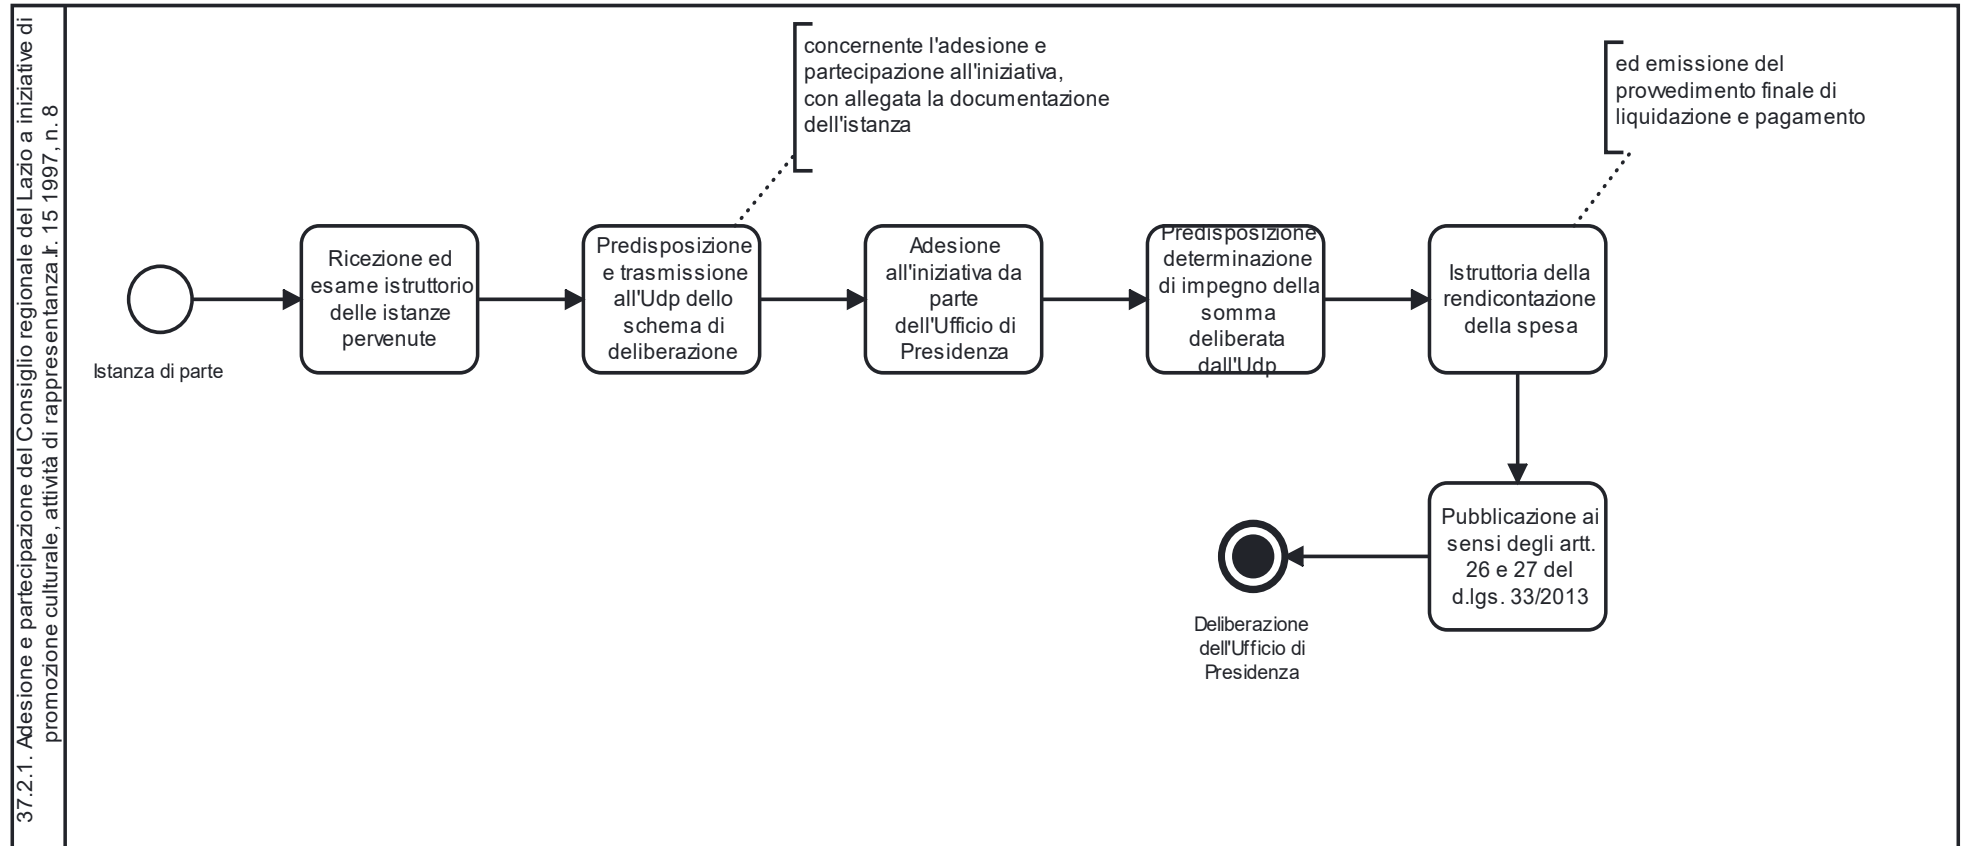 37.2.1. Adesione e partecipazione del Consiglio regionale del Lazio a iniziative di
promozione culturale, attività di rappresentanza.lr. 15 1997, n. 8
concernente l'adesione e
partecipazione all'iniziativa,
con allegata la documentazione
dell'istanza
ed emissione del
provvedimento finale di
liquidazione e pagamento
Istanza di parte
Ricezione ed
esame istruttorio
delle istanze
pervenute
Predisposizione
e trasmissione
all'Udp dello
schema di
deliberazione
Adesione
all'iniziativa da
parte
dell'Ufficio di
Presidenza
Predisposizione
determinazione
di impegno della
somma
deliberata
dall'Udp
Istruttoria della
rendicontazione
della spesa
Pubblicazione ai
sensi degli artt.
26 e 27 del
d.lgs. 33/2013
Deliberazione
dell'Ufficio di
Presidenza